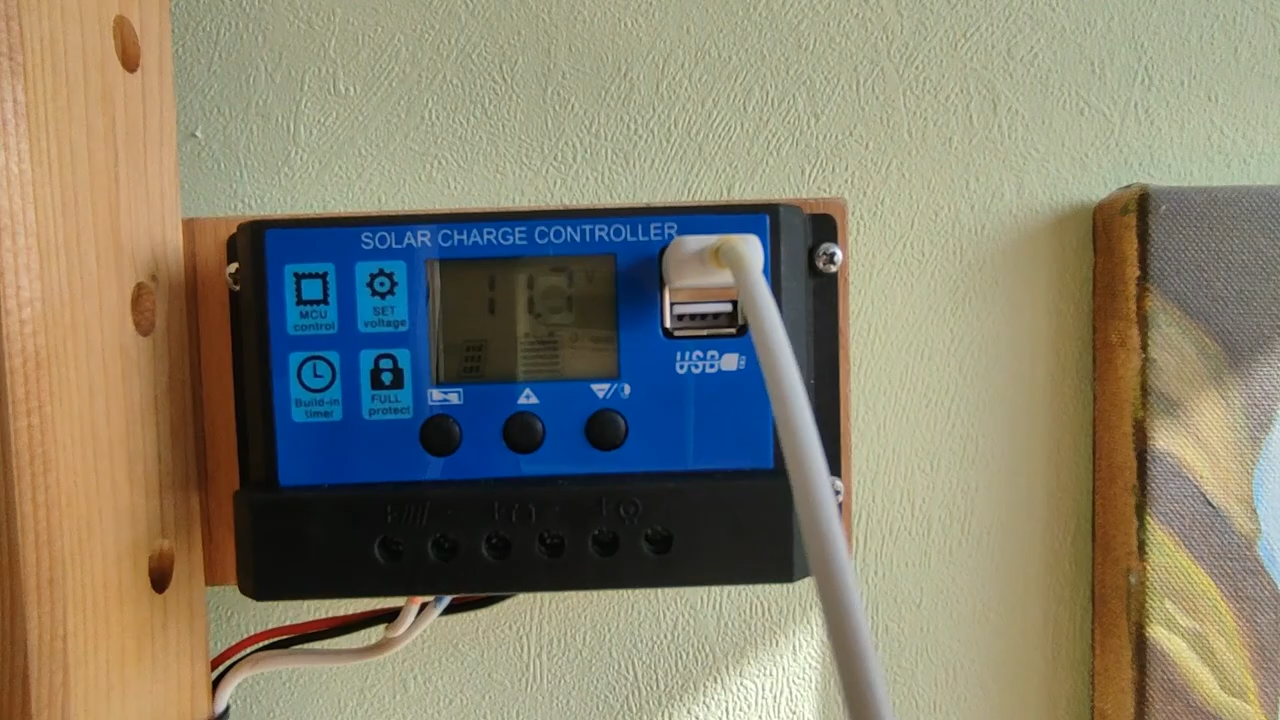 SOLAR CHARGE CONTROLLER
MCU
control
SET
voltage
Build-in
timer
FULL
protect
USB